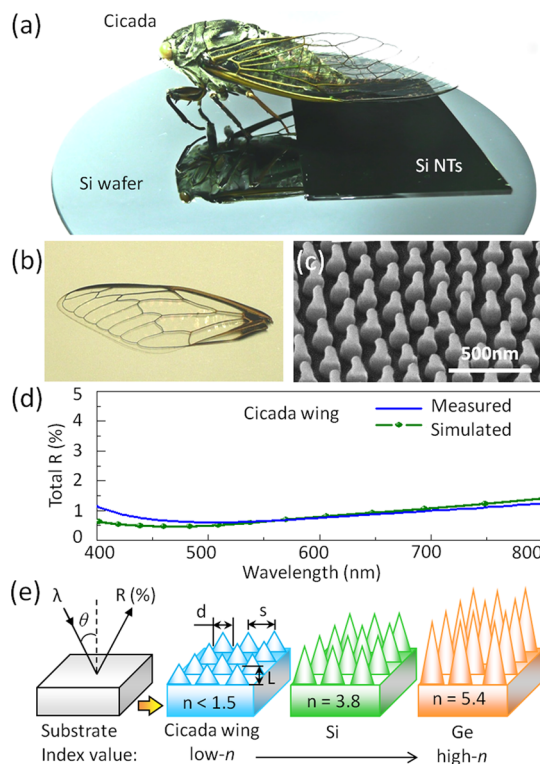 (a)
Cicada
Si wafer
Si NTs
(b)
(c)
500nm
(d)
5
4
3
2
1
0
Total R (%)
Cicada wing
Measured
Simulated
400
500
600
700
800
Wavelength (nm)
(e)
λ
θ
R (%)
d
s
L
n < 1.5
n = 3.8
n = 5.4
Substrate
Cicada wing
Si
Ge
Index value:
low-n
high-n